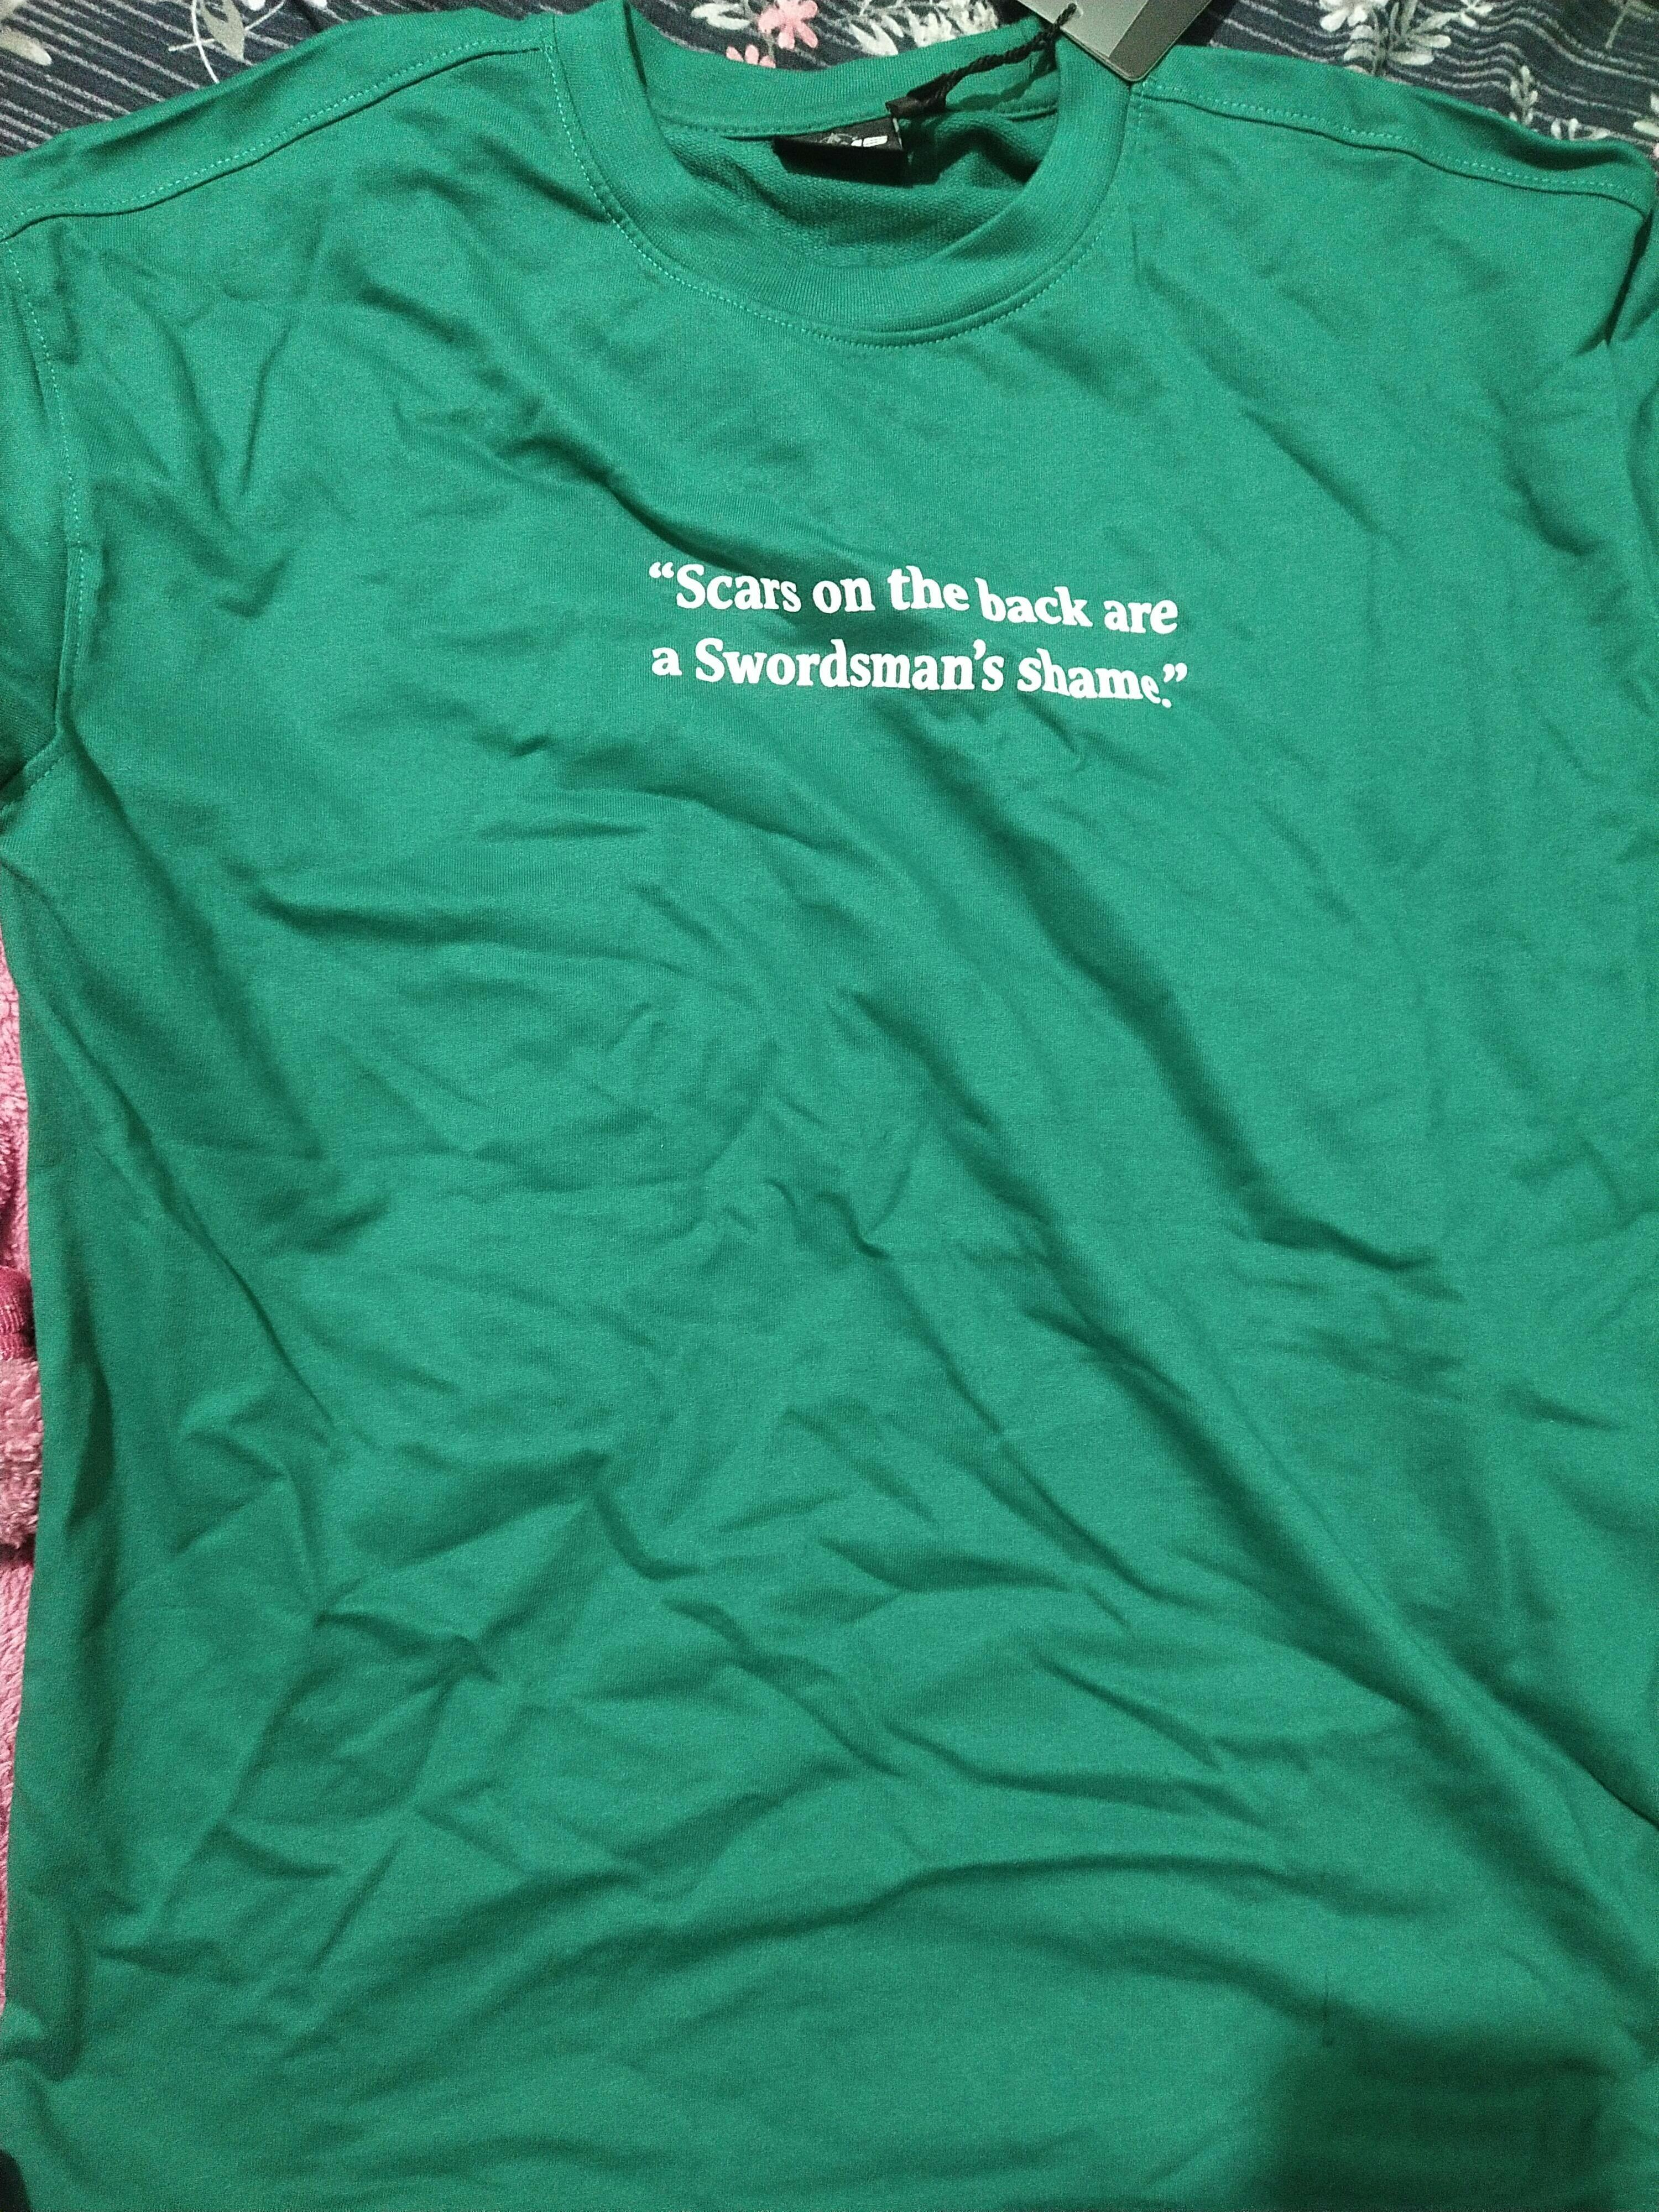 “Scars on the back are
a Swordsman’s shame.”